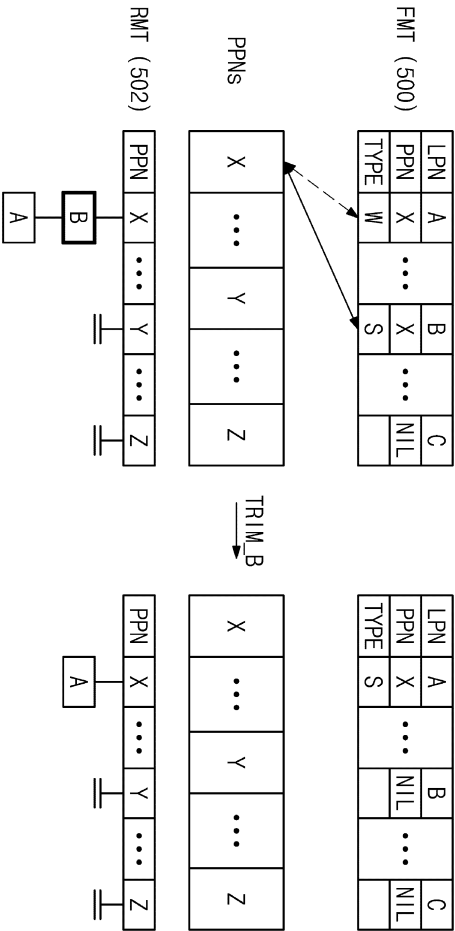 LPN A B C LPN A B C
FMT (500) PPN X ••• X ••• NIL PPN X ••• NIL ••• NIL
TYPE W S TYPE S
TRIM_B
PPNs X ••• Y ••• Z X ••• Y ••• Z
RMT (502) PPN X ••• Y ••• Z PPN X ••• Y ••• Z
B A
A